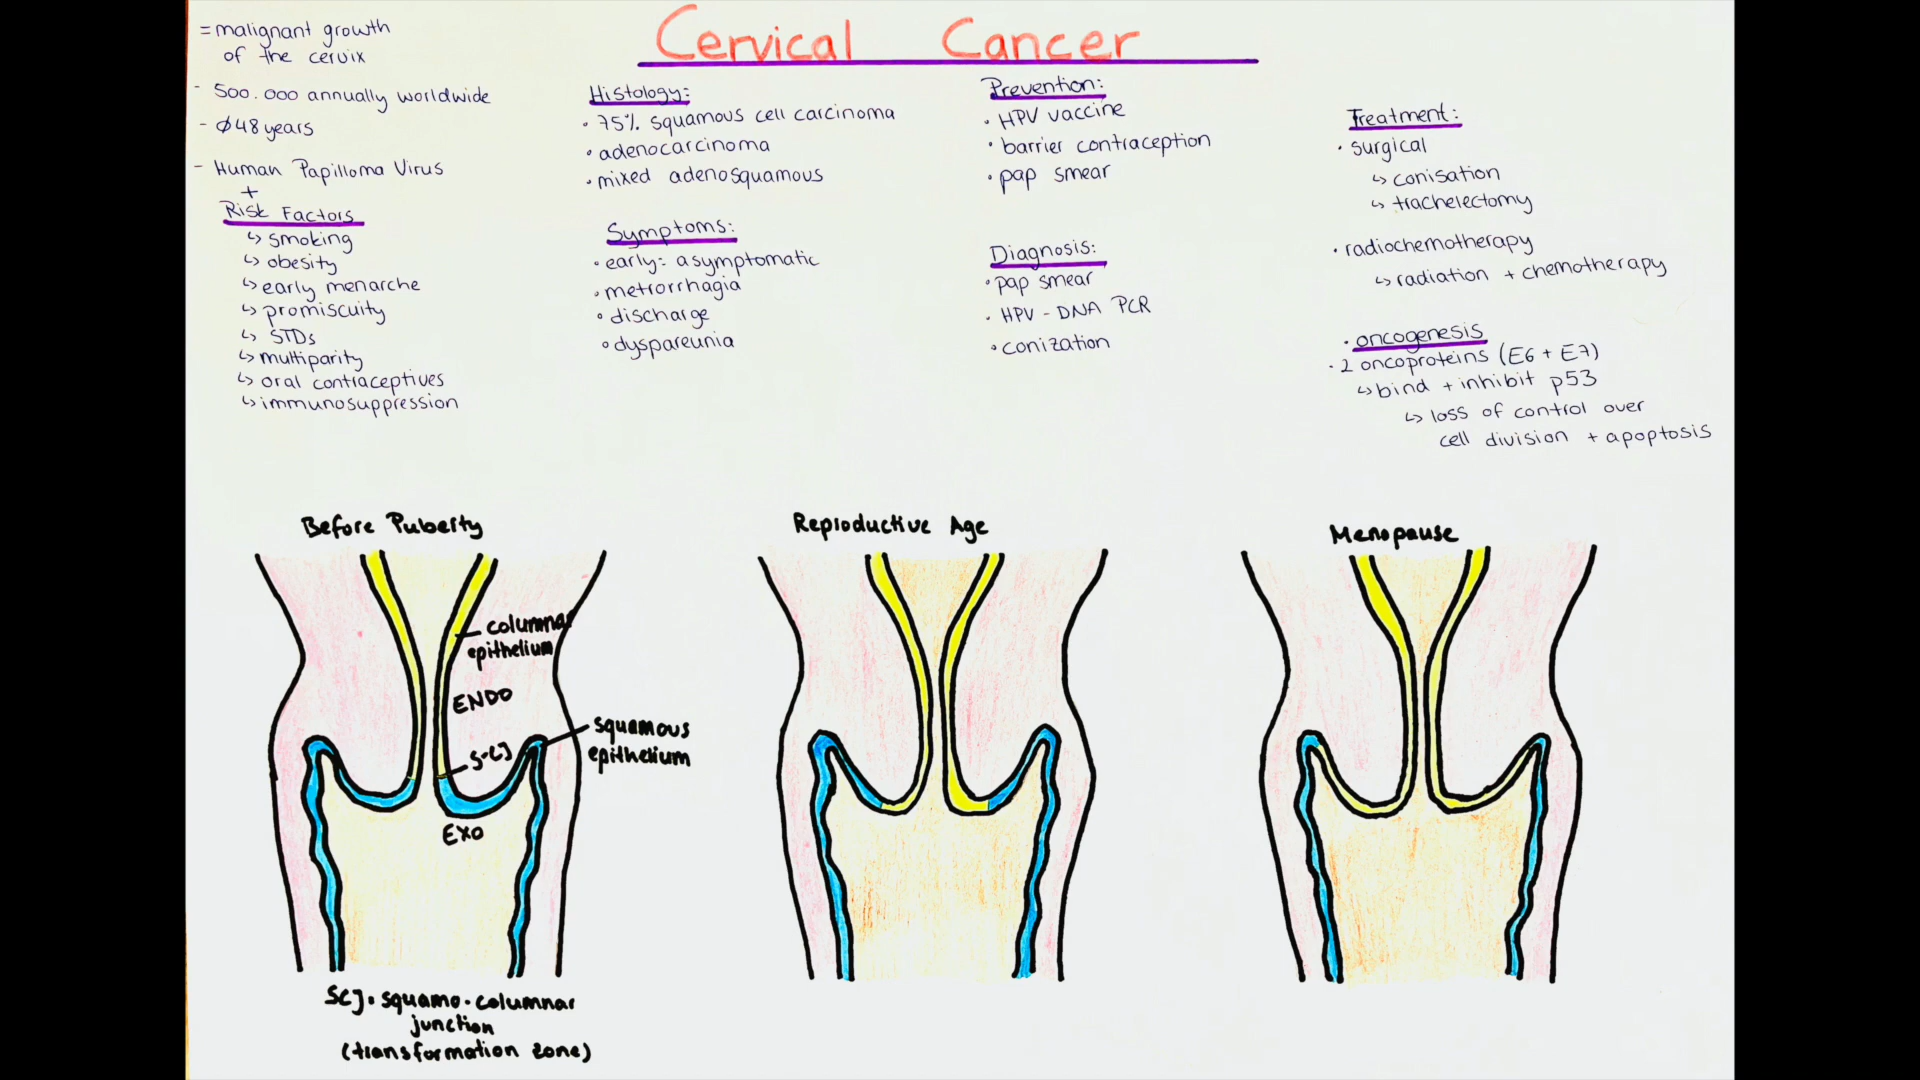 Cervical Cancer
= malignant growth
of the cervix
- 500.000 annually worldwide
- ø48 years
- Human Papilloma Virus
+
Risk Factors
↳ smoking
↳ obesity
↳ early menarche
↳ promiscuity
↳ STDs
↳ multiparity
↳ oral contraceptives
↳ immunosuppression
Histology:
• 75% squamous cell carcinoma
• adenocarcinoma
• mixed adenosquamous
Symptoms:
• early: asymptomatic
• metrorrhagia
• discharge
• dyspareunia
Prevention:
• HPV vaccine
• barrier contraception
• pap smear
Diagnosis:
• pap smear
• HPV - DNA PCR
• conization
Treatment:
• surgical
↳ conisation
↳ trachelectomy
• radiochemotherapy
↳ radiation + chemotherapy
• oncogenesis
• 2 oncoproteins (E6 + E7)
↳ bind + inhibit p53
↳ loss of control over
cell division + apoptosis
Before Puberty
columnar
epithelium
ENDO
squamous
epithelium
S-CJ
EXO
SCJ • squamo • columnar
junction
(transformation zone)
Reproductive Age
Menopause